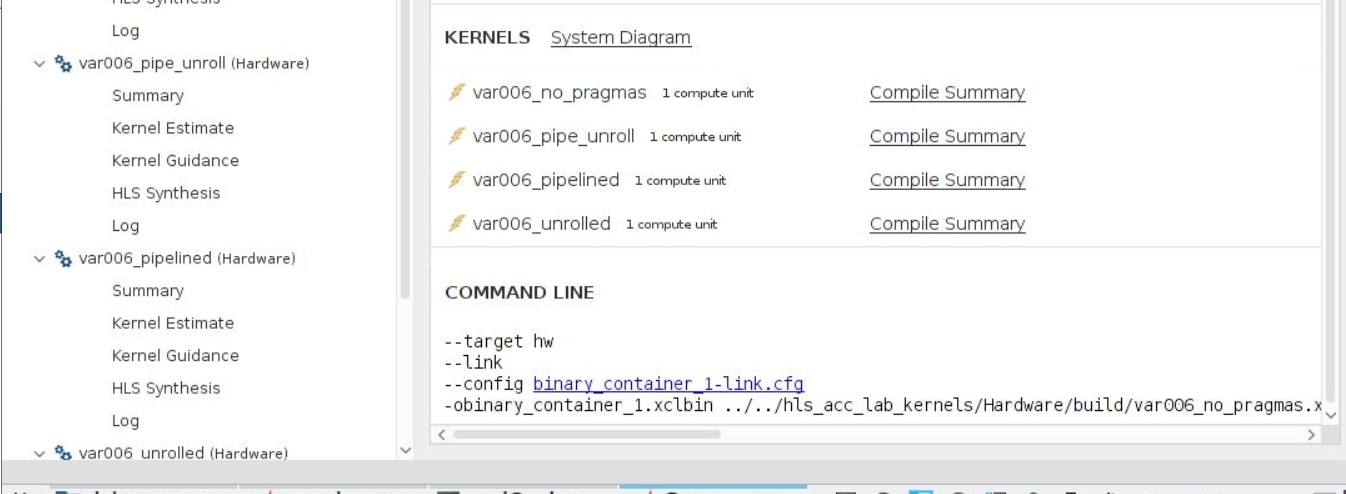 HLS Synthesis
Log
var006_pipe_unroll (Hardware)
Summary
Kernel Estimate
Kernel Guidance
HLS Synthesis
Log
var006_pipelined (Hardware)
Summary
Kernel Estimate
Kernel Guidance
HLS Synthesis
Log
var006_unrolled (Hardware)
KERNELS System Diagram
var006_no_pragmas 1 compute unit Compile Summary
var006_pipe_unroll 1 compute unit Compile Summary
var006_pipelined 1 compute unit Compile Summary
var006_unrolled 1 compute unit Compile Summary
COMMAND LINE
--target hw
--link
--config binary_container_1-link.cfg
-obinary_container_1.xclbin ../../hls_acc_lab_kernels/Hardware/build/var006_no_pragmas.x